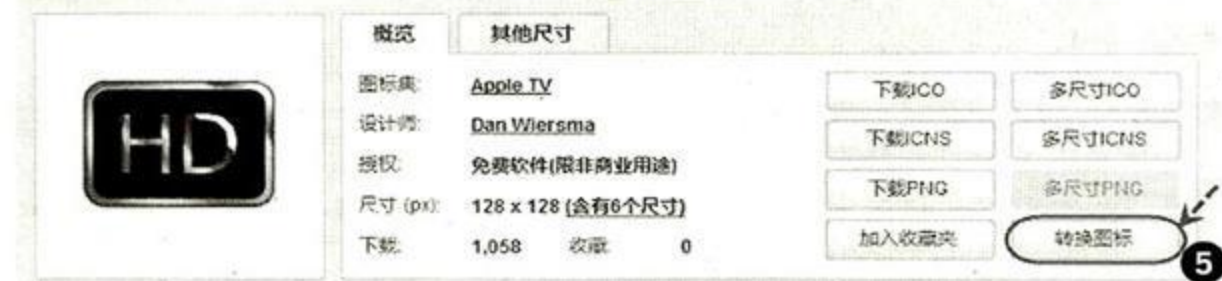 HD
概览 其他尺寸
图标集: Apple TV
设计师: Dan Wiersma
授权: 免费软件(限非商业用途)
尺寸 (px): 128 x 128 (含有6个尺寸)
下载: 1,058 收藏: 0
下载ICO 多尺寸ICO
下载ICNS 多尺寸ICNS
下载PNG 多尺寸PNG
加入收藏夹 转换图标
5